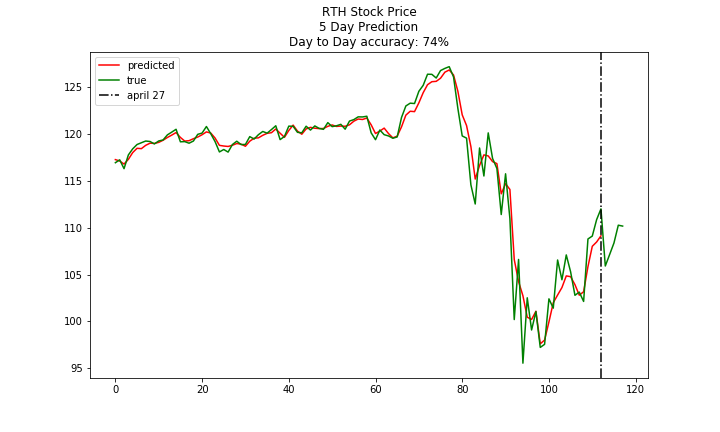 RTH Stock Price
5 Day Prediction
Day to Day accuracy: 74%
predicted
true
april 27
125
120
115
110
105
100
95
0
20
40
60
80
100
120